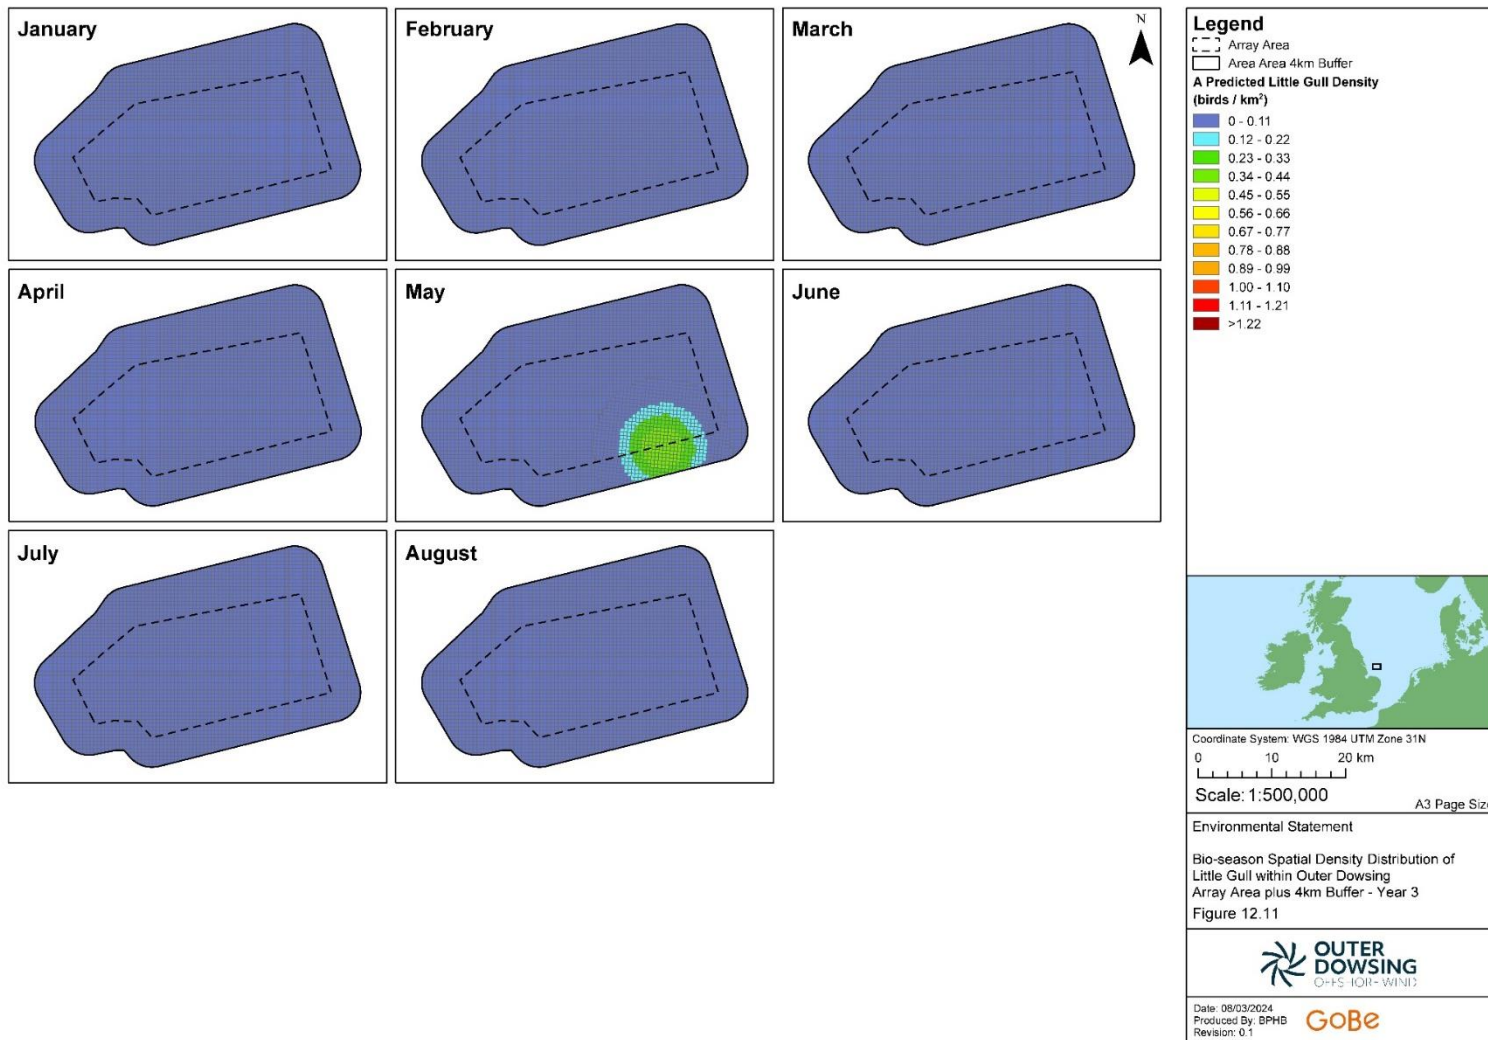 January
February
March
N
April
May
June
July
August
Legend
Array Area
Area Area 4km Buffer
A Predicted Little Gull Density
(birds / km²)
0 - 0.11
0.12 - 0.22
0.23 - 0.33
0.34 - 0.44
0.45 - 0.55
0.56 - 0.66
0.67 - 0.77
0.78 - 0.88
0.89 - 0.99
1.00 - 1.10
1.11 - 1.21
>1.22
Coordinate System: WGS 1984 UTM Zone 31N
0 10 20 km
Scale: 1:500,000
A3 Page Size
Environmental Statement
Bio-season Spatial Density Distribution of
Little Gull within Outer Dowsing
Array Area plus 4km Buffer - Year 3
Figure 12.11
OUTER
DOWSING
OFFSHORE WIND
Date: 08/03/2024
Produced By: BPHB
Revision: 0.1
GoBe